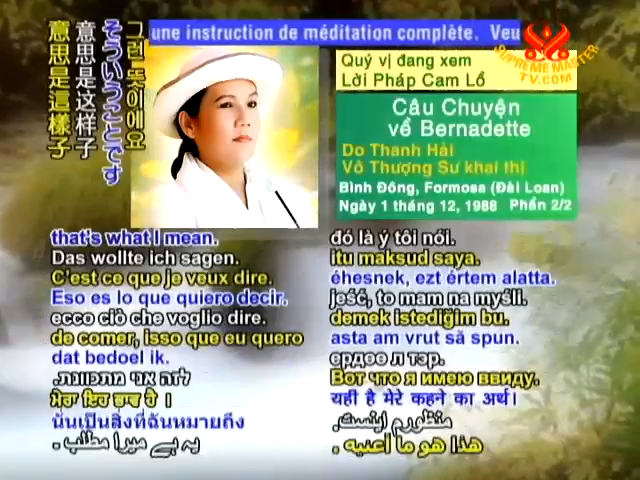 une instruction de méditation complète. Veu
SUPREME MASTER
TV.COM
그런 뜻이에요
そういうことです
意思是这样子
意思是這樣子
Quý vị đang xem
Lời Pháp Cam Lồ
Câu Chuyện
về Bernadette
Do Thanh Hải
Vô Thượng Sư khai thị
Bình Đông, Formosa (Đài Loan)
Ngày 1 tháng 12, 1988 Phần 2/2
that's what I mean.
Das wollte ich sagen.
C'est ce que je veux dire.
Eso es lo que quiero decir.
ecco ciò che voglio dire.
de comer, isso que eu quero
dat bedoel ik.
לזה אני מתכוונת.
ਮੇਰਾ ਇਹ ਭਾਵ ਹੈ ।
นั่นเป็นสิ่งที่ฉันหมายถึง
یہ ہے میرا مطلب .
đó là ý tôi nói.
itu maksud saya.
éhesnek, ezt értem alatta.
jeść, to mam na myśli.
demek istediğim bu.
asta am vrut să spun.
ердөө л тэр.
Вот что я имею ввиду.
यही है मेरे कहने का अर्थ।
منظورم اینست.
هذا هو ما أعنيه .